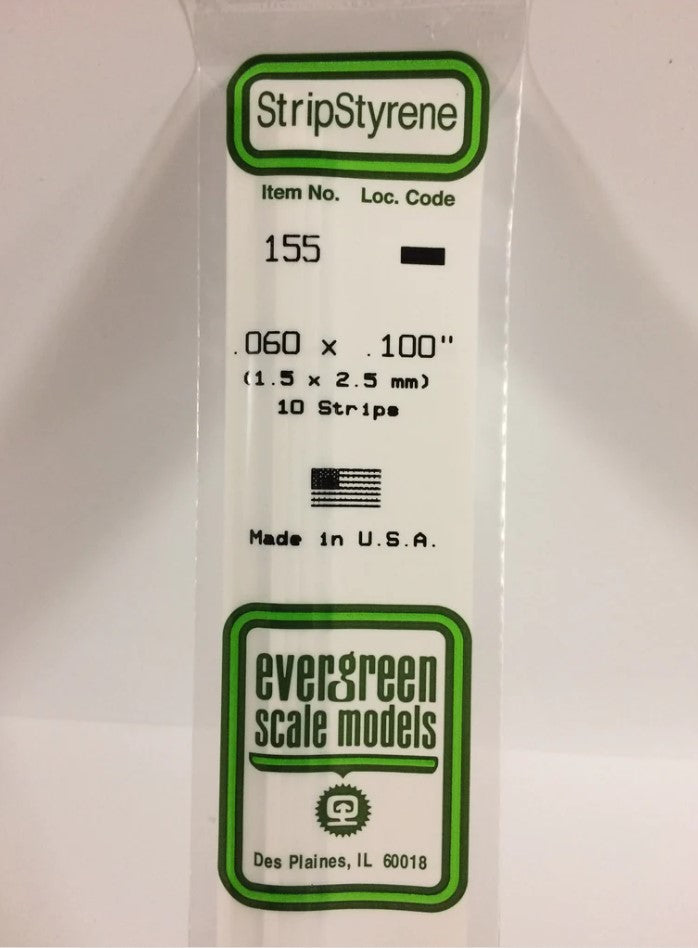 StripStyrene
Item No. Loc. Code
155
.060 x .100"
(1.5 x 2.5 mm)
10 Strips
Made in U.S.A.
evergreen
scale models
Des Plaines, IL 60018